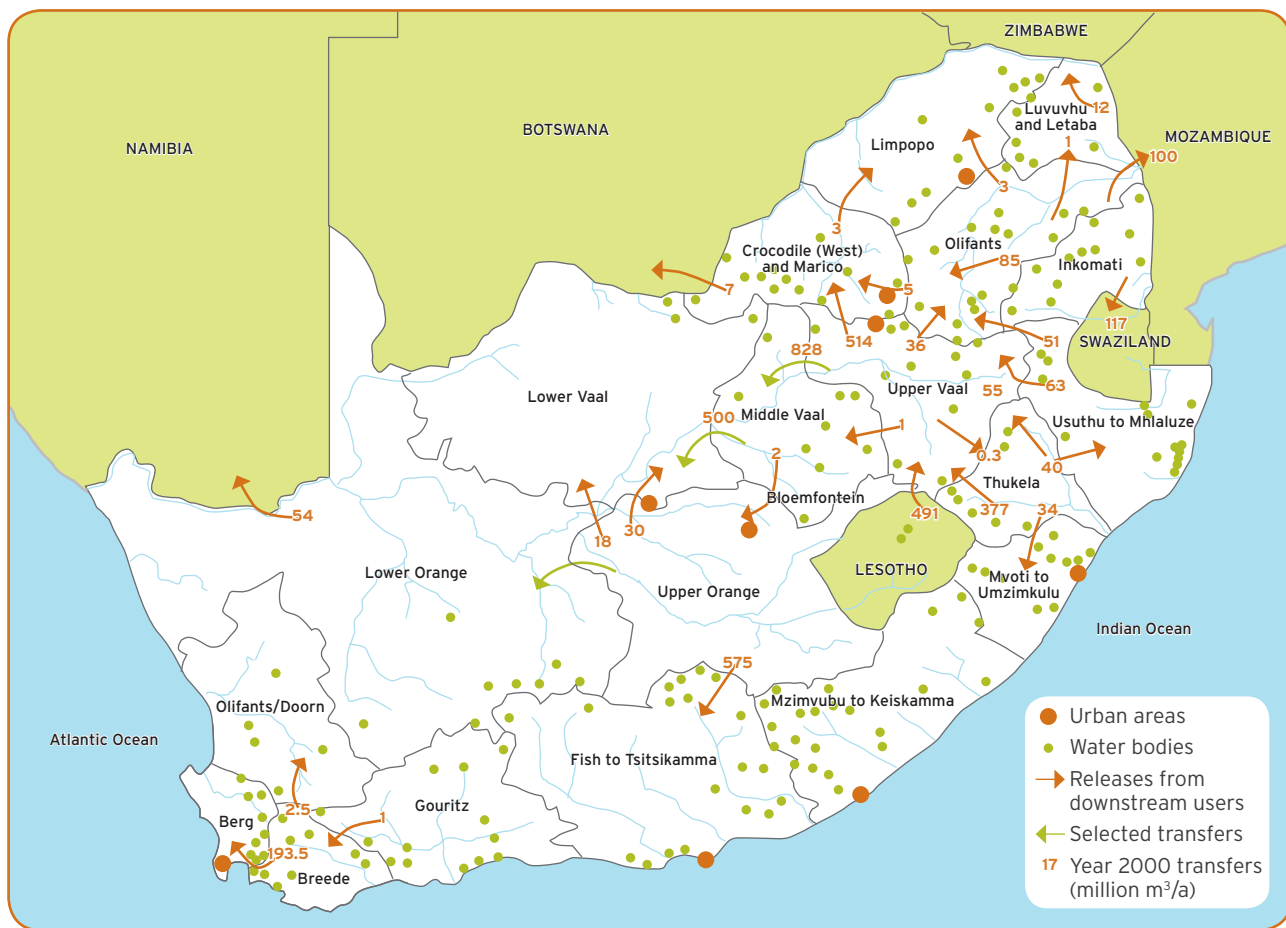 ZIMBABWE
NAMIBIA
BOTSWANA
MOZAMBIQUE
Luvuvhu
and Letaba
12
1
100
Limpopo
3
3
Crocodile (West)
and Marico
Olifants
85
Inkomati
7
5
514
36
51
117
SWAZILAND
828
Upper Vaal
55
63
Lower Vaal
Middle Vaal
500
1
Usuthu to Mhlaluze
2
0.3
40
Thukela
Bloemfontein
54
18
30
491
377
34
LESOTHO
Lower Orange
Upper Orange
Mvoti to
Umzimkulu
Indian Ocean
575
Mzimvubu to Keiskamma
Olifants/Doorn
Atlantic Ocean
Fish to Tsitsikamma
Gouritz
2.5
1
Berg
193.5
Breede
Urban areas
Water bodies
Releases from
downstream users
Selected transfers
17 Year 2000 transfers
(million m³/a)